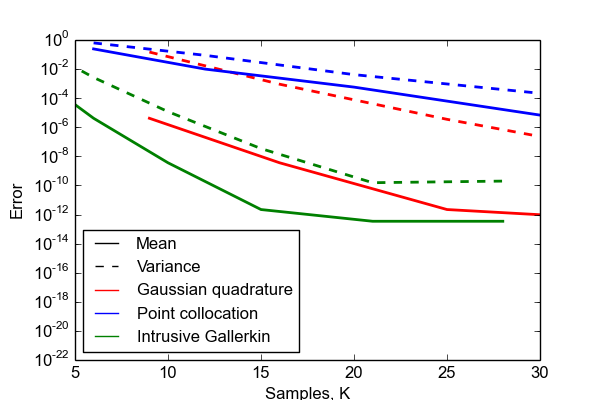 10^0
10^-2
10^-4
10^-6
10^-8
10^-10
10^-12
10^-14
10^-16
10^-18
10^-20
10^-22
Error
Mean
Variance
Gaussian quadrature
Point collocation
Intrusive Gallerkin
5 10 15 20 25 30
Samples, K